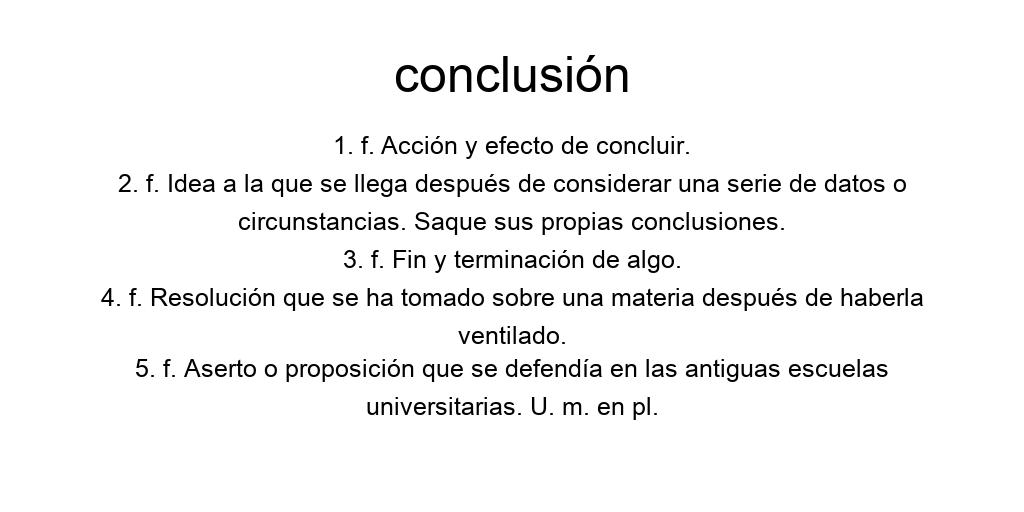 conclusión
1. f. Acción y efecto de concluir.
2. f. Idea a la que se llega después de considerar una serie de datos o
circunstancias. Saque sus propias conclusiones.
3. f. Fin y terminación de algo.
4. f. Resolución que se ha tomado sobre una materia después de haberla
ventilado.
5. f. Aserto o proposición que se defendía en las antiguas escuelas
universitarias. U. m. en pl.